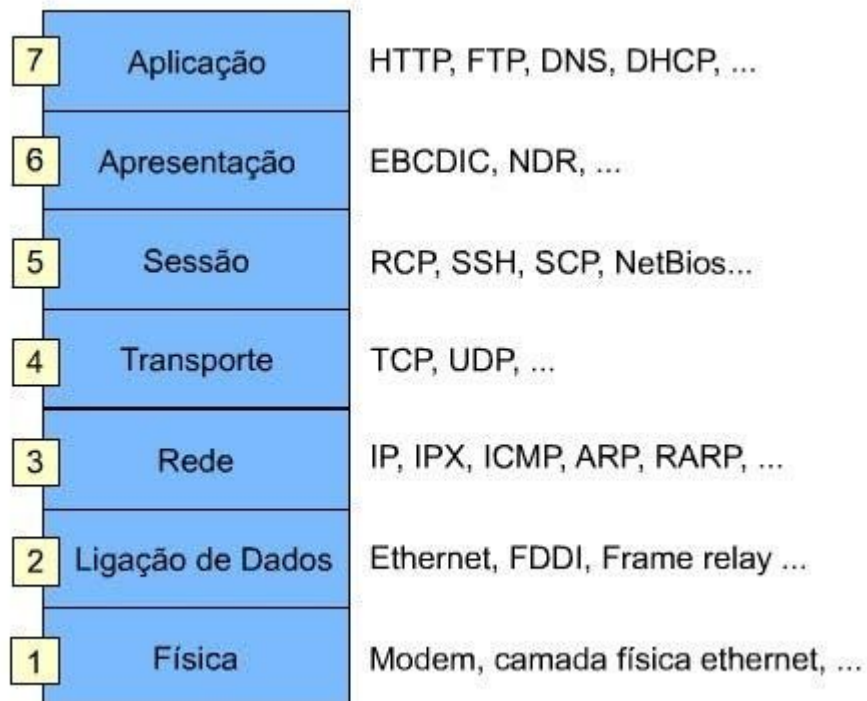 7 Aplicação HTTP, FTP, DNS, DHCP, ...
6 Apresentação EBCDIC, NDR, ...
5 Sessão RCP, SSH, SCP, NetBios...
4 Transporte TCP, UDP, ...
3 Rede IP, IPX, ICMP, ARP, RARP, ...
2 Ligação de Dados Ethernet, FDDI, Frame relay ...
1 Física Modem, camada física ethernet, ...